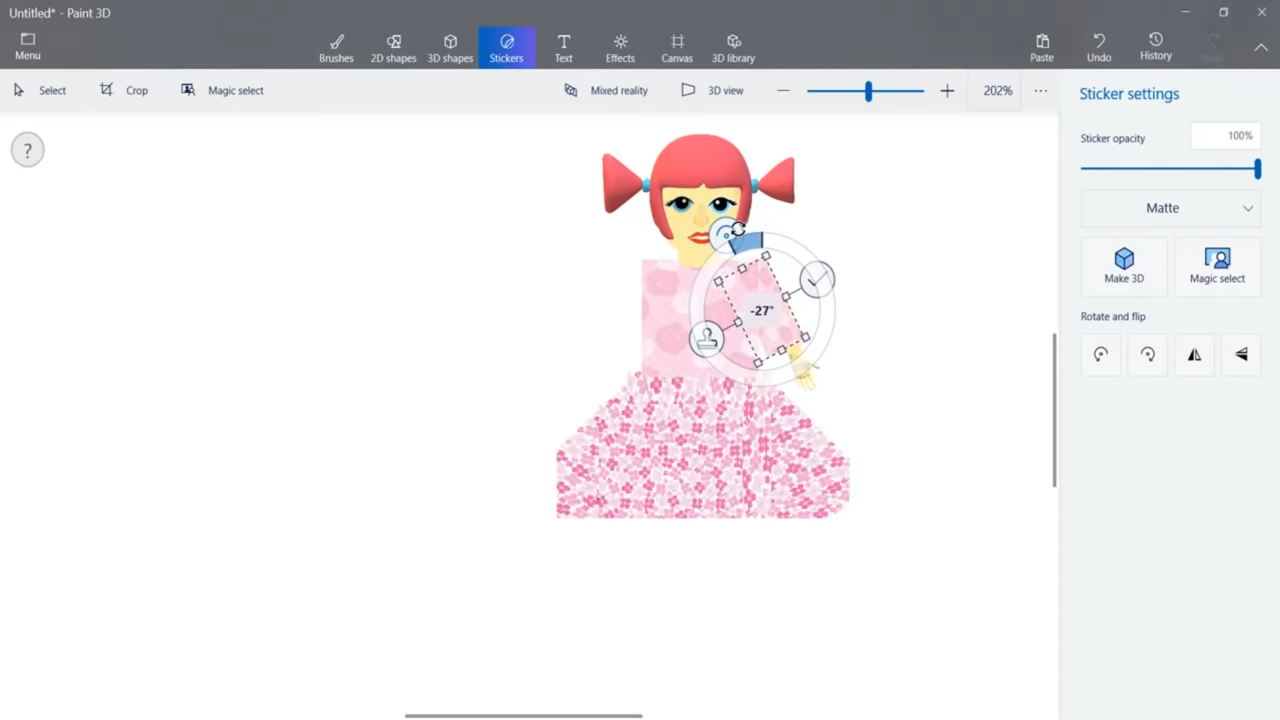 Untitled* - Paint 3D
Menu
Brushes
2D shapes
3D shapes
Stickers
Text
Effects
Canvas
3D library
Paste
Undo
History
Select
Crop
Magic select
Mixed reality
3D view
202%
Sticker settings
Sticker opacity
100%
Matte
Make 3D
Magic select
Rotate and flip
?
-27°